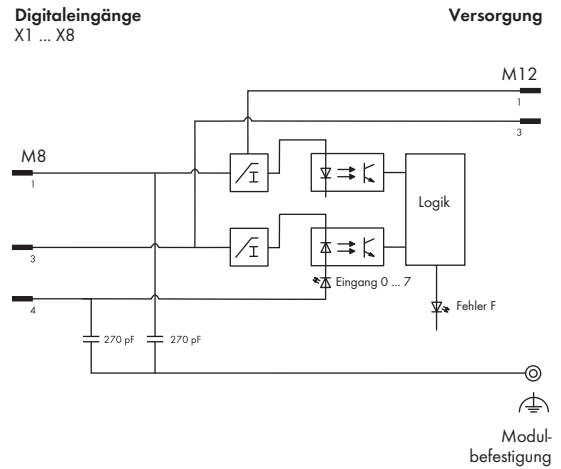 Digitaleingänge
X1 ... X8
Versorgung
M12
1
3
M8
1
3
4
I
I
Logik
Eingang 0 ... 7
Fehler F
270 pF
270 pF
Modul-
befestigung